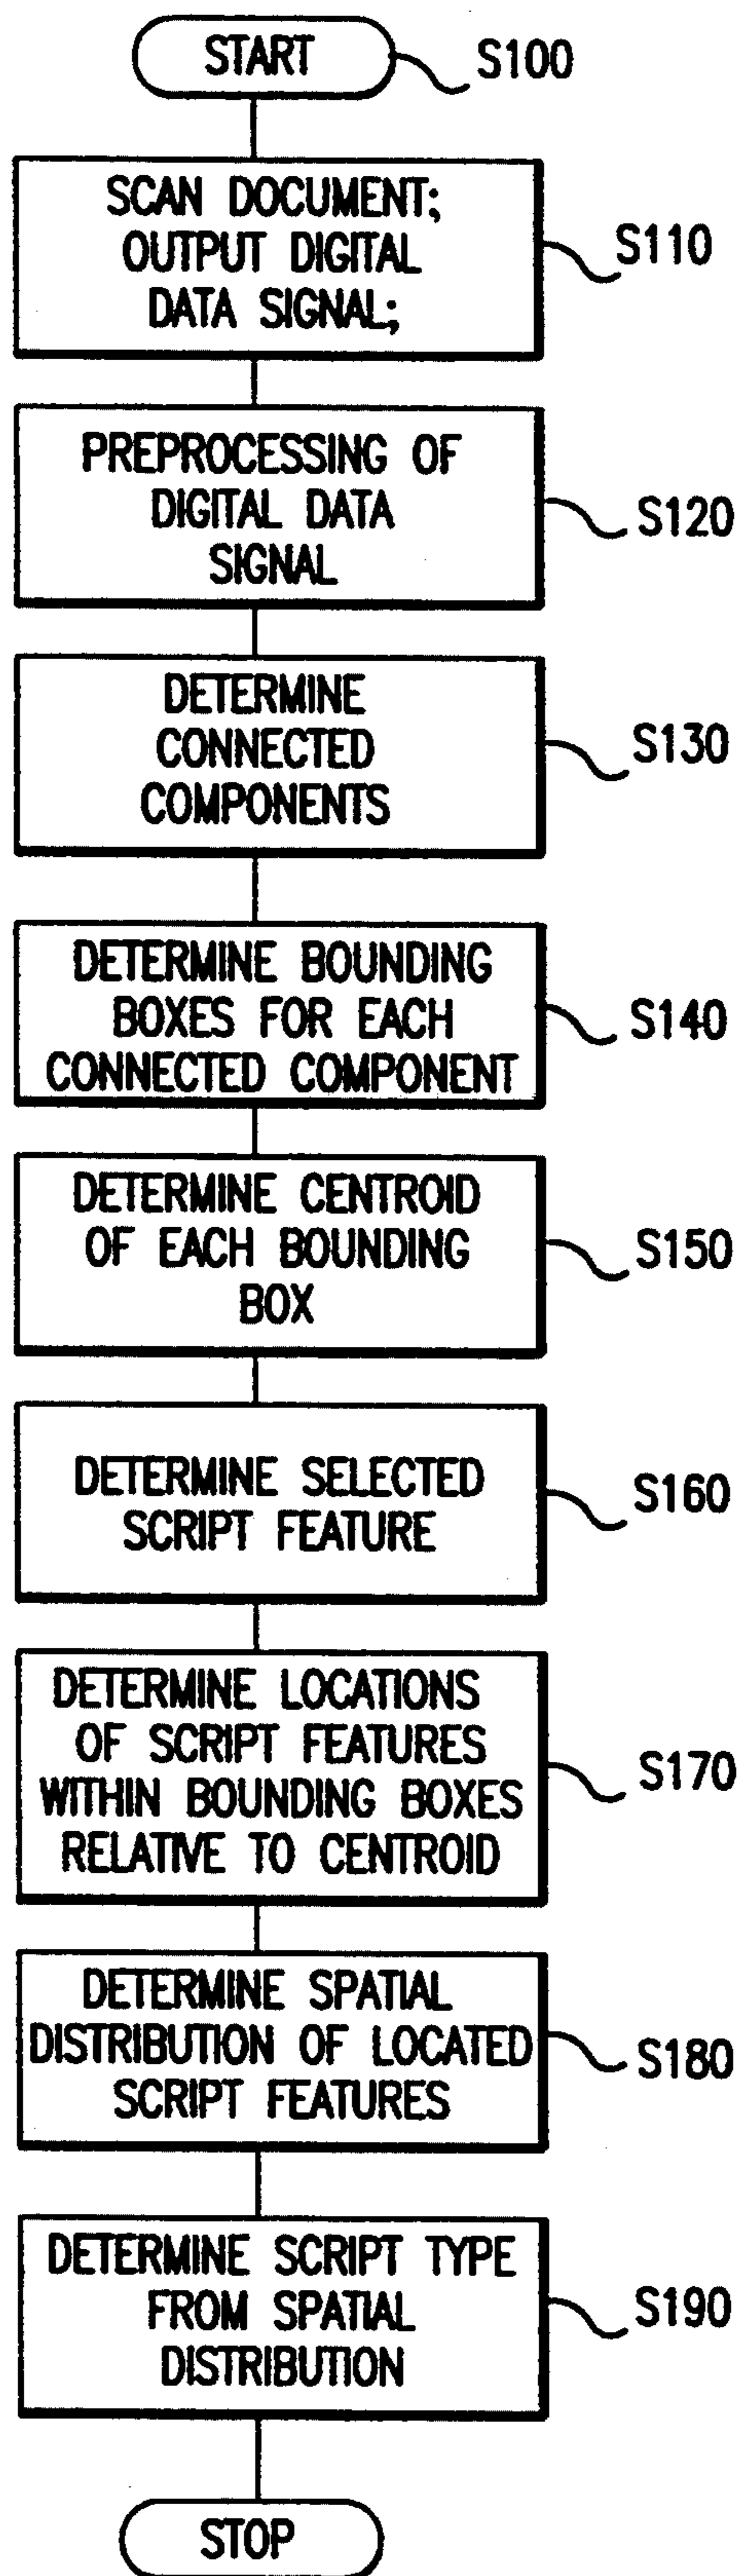 START
S100
SCAN DOCUMENT;
OUTPUT DIGITAL
DATA SIGNAL;
S110
PREPROCESSING OF
DIGITAL DATA
SIGNAL
S120
DETERMINE
CONNECTED
COMPONENTS
S130
DETERMINE BOUNDING
BOXES FOR EACH
CONNECTED COMPONENT
S140
DETERMINE CENTROID
OF EACH BOUNDING
BOX
S150
DETERMINE SELECTED
SCRIPT FEATURE
S160
DETERMINE LOCATIONS
OF SCRIPT FEATURES
WITHIN BOUNDING BOXES
RELATIVE TO CENTROID
S170
DETERMINE SPATIAL
DISTRIBUTION OF LOCATED
SCRIPT FEATURES
S180
DETERMINE SCRIPT TYPE
FROM SPATIAL
DISTRIBUTION
S190
STOP